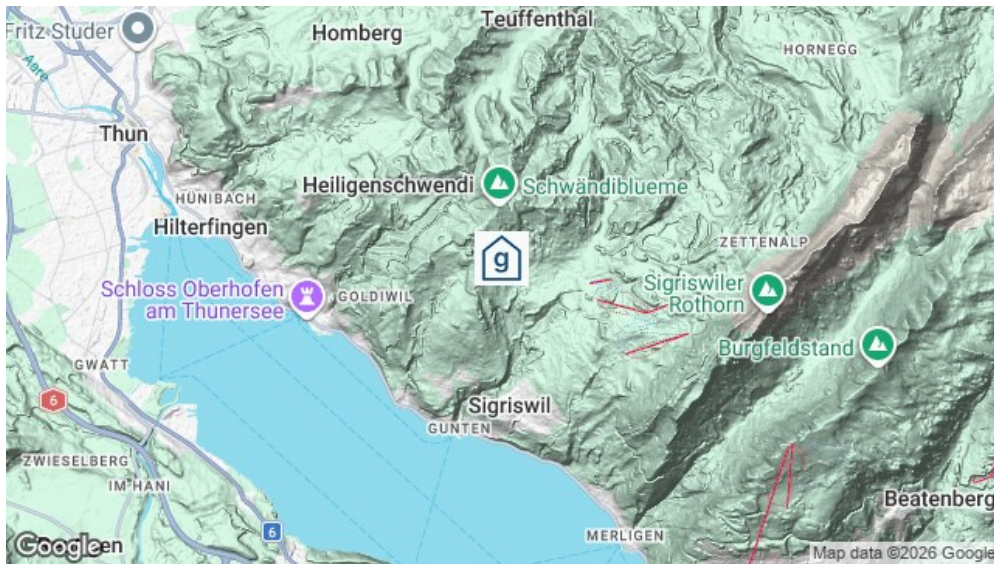 Teuffenthal
Fritz Studer
Homberg
HORNEGG
Aare
Thun
Heiligenschwendi
Schwändiblueme
HÜNIBACH
Hilterfingen
ZETTENALP
g
Schloss Oberhofen
am Thunersee
GOLDIWIL
Sigriswiler
Rothorn
Burgfeldstand
GWATT
6
Sigriswil
GUNTEN
ZWIESELBERG
IM-HANI
Beatenberg
6
MERLIGEN
Google
Map data ©2026 Google